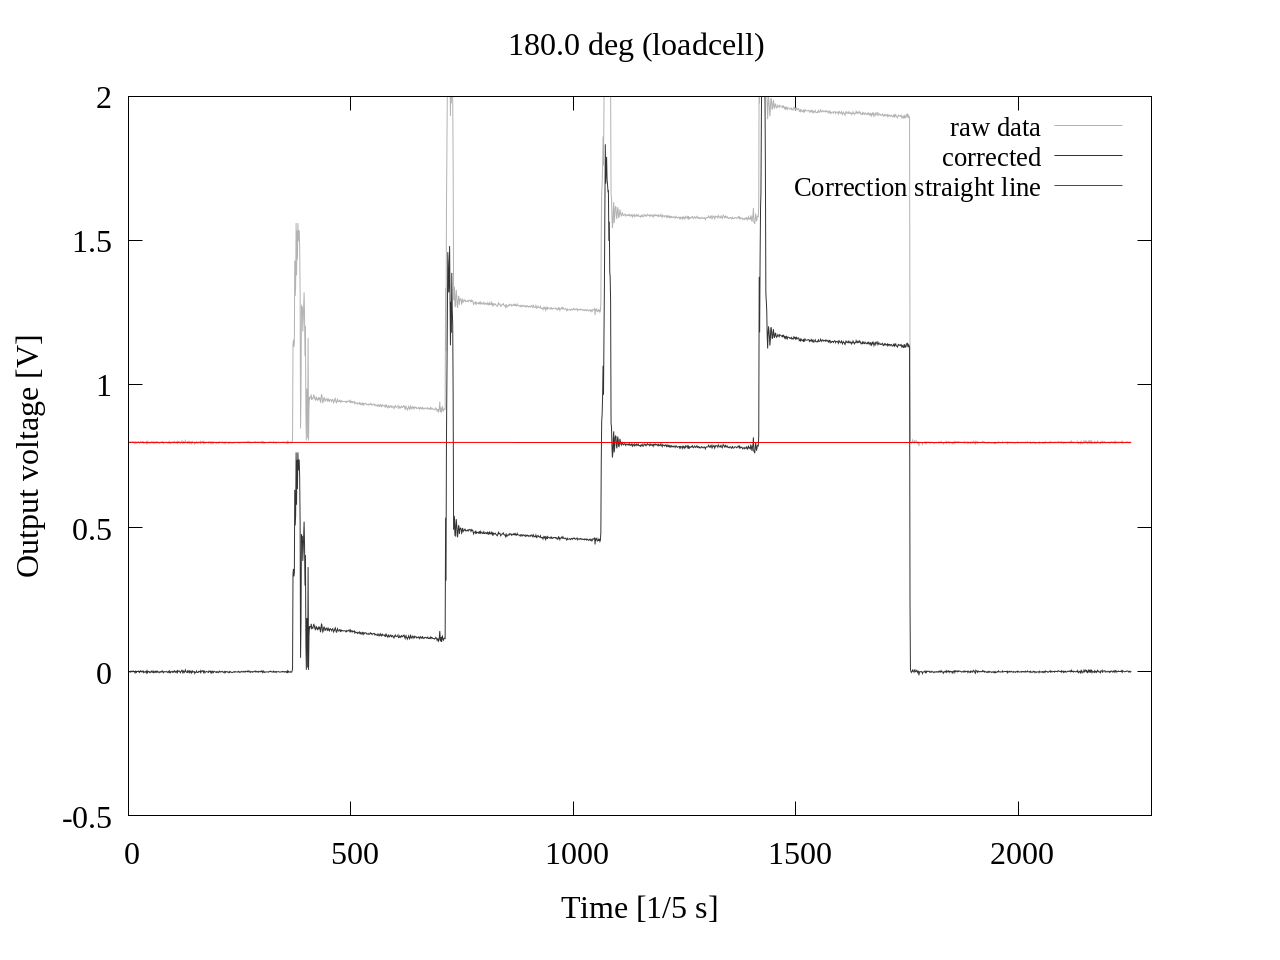 180.0 deg (loadcell)
2
1.5
1
0.5
0
-0.5
Output voltage [V]
raw data
corrected
Correction straight line
0 500 1000 1500 2000
Time [1/5 s]